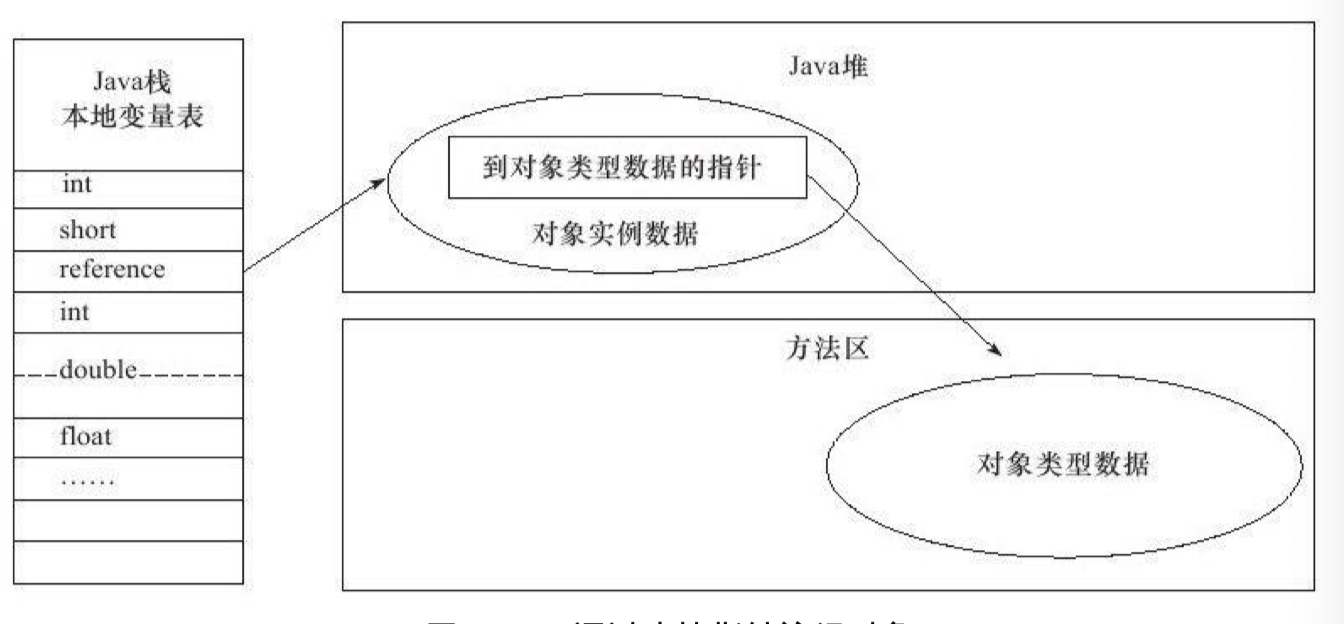 Java栈
本地变量表
int
short
reference
int
double
float
……
Java堆
到对象类型数据的指针
对象实例数据
方法区
对象类型数据